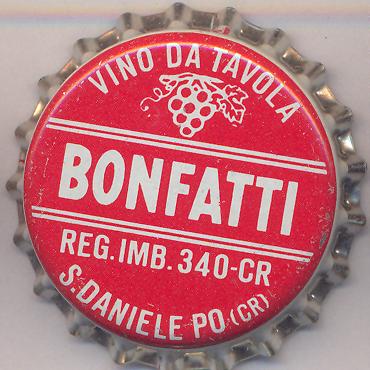 VINO DA TAVOLA
BONFATTI
REG.IMB.340-CR
S.DANIELE PO (CR)